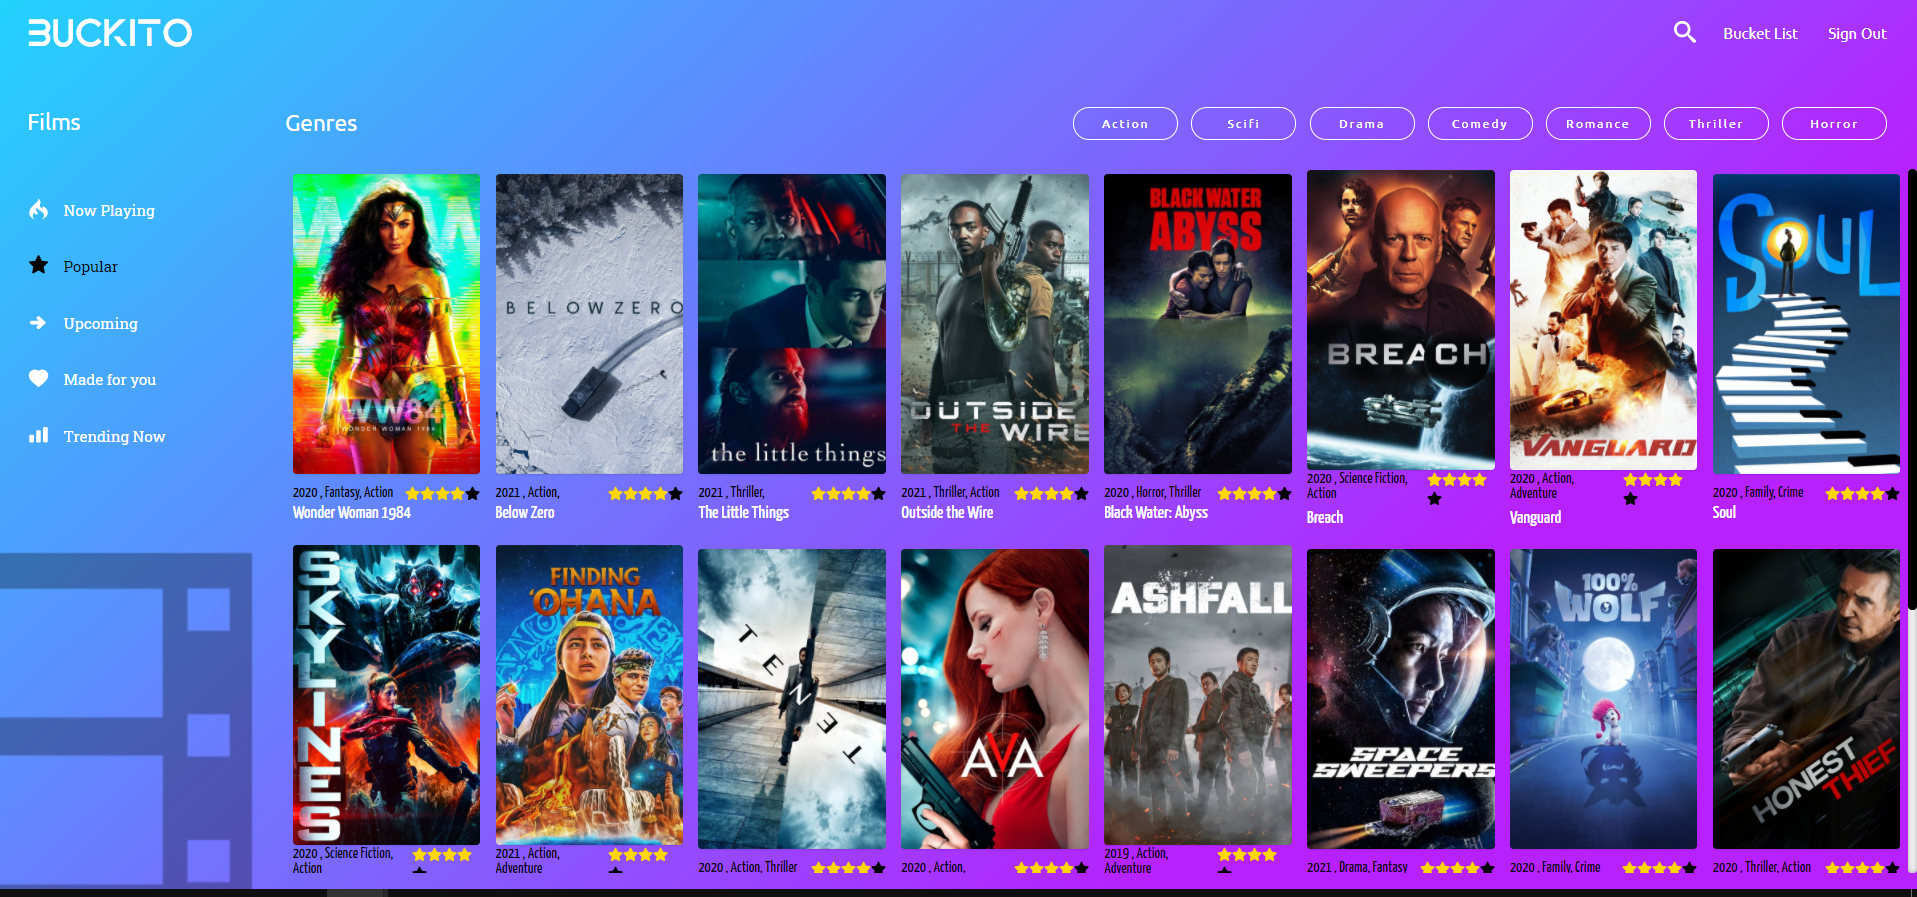 BUCKITO
Bucket List
Sign Out
Films
Genres
Action
Scifi
Drama
Comedy
Romance
Thriller
Horror
Now Playing
Popular
Upcoming
Made for you
Trending Now
WW84
WONDER WOMAN 1984
2020 , Fantasy, Action
Wonder Woman 1984
BELOW ZERO
2021 , Action,
Below Zero
the little things
2021 , Thriller,
The Little Things
OUTSIDE
THE WIRE
2021 , Thriller, Action
Outside the Wire
BLACK WATER
ABYSS
2020 , Horror, Thriller
Black Water: Abyss
BREACH
2020 , Science Fiction,
Action
Breach
VANGUARD
2020 , Action,
Adventure
Vanguard
SOUL
2020 , Family, Crime
Soul
SKYLINES
2020 , Science Fiction,
Action
FINDING
'OHANA
2021 , Action,
Adventure
TENET
2020 , Action, Thriller
AVA
2020 , Action,
ASHFALL
2019 , Action,
Adventure
SPACE
SWEEPERS
2021 , Drama, Fantasy
100%
WOLF
2020 , Family, Crime
HONEST
THIEF
2020 , Thriller, Action